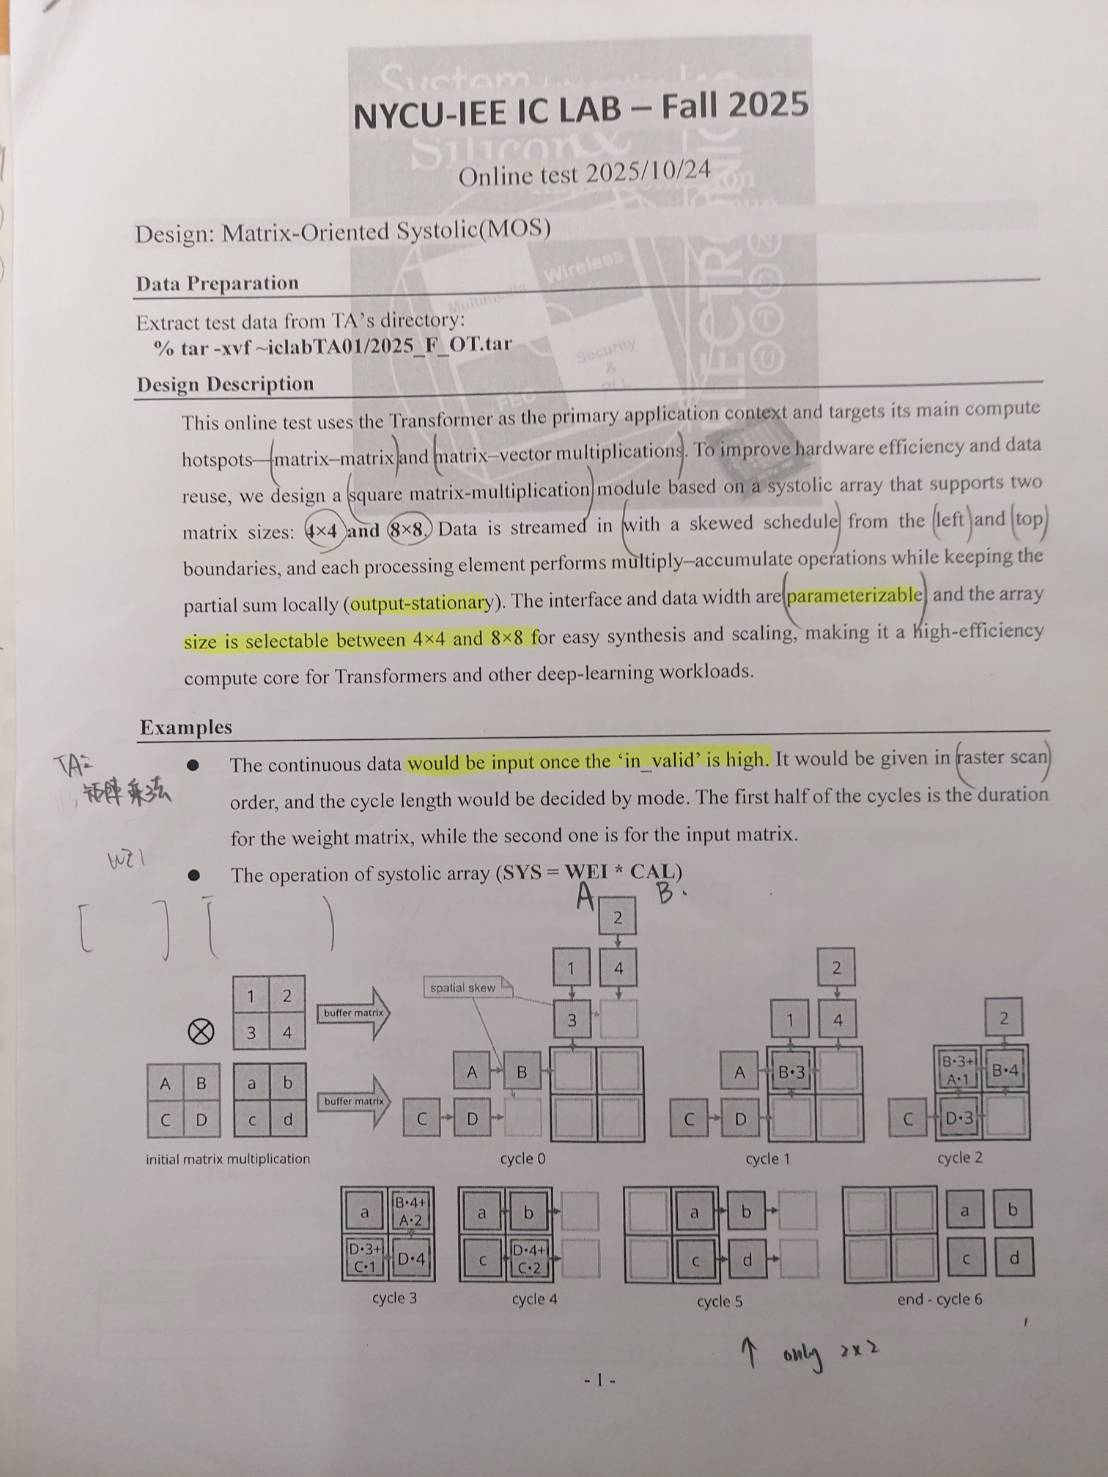 System
Silicon
NYCU-IEE IC LAB – Fall 2025
Online test 2025/10/24
Design: Matrix-Oriented Systolic(MOS)
Wireless
Multimedia
Security
&
Data Preparation
Extract test data from TA's directory:
% tar -xvf ~iclabTA01/2025_F_OT.tar
Design Description
This online test uses the Transformer as the primary application context and targets its main compute
hotspots—matrix–matrix and matrix–vector multiplications. To improve hardware efficiency and data
reuse, we design a square matrix-multiplication module based on a systolic array that supports two
matrix sizes: 4×4 and 8×8. Data is streamed in with a skewed schedule from the left and top
boundaries, and each processing element performs multiply–accumulate operations while keeping the
partial sum locally (output-stationary). The interface and data width are parameterizable and the array
size is selectable between 4×4 and 8×8 for easy synthesis and scaling, making it a high-efficiency
compute core for Transformers and other deep-learning workloads.
Examples
● The continuous data would be input once the 'in_valid' is high. It would be given in raster scan
order, and the cycle length would be decided by mode. The first half of the cycles is the duration
for the weight matrix, while the second one is for the input matrix.
● The operation of systolic array (SYS = WEI * CAL)
A B.
[ ] [ )
1 2
3 4
A B
C D
a b
c d
initial matrix multiplication
buffer matrix
buffer matrix
spatial skew
2
1 4
3
A B
C D
cycle 0
2
1 4
A B·3
C D
cycle 1
2
B·3+
A·1
B·4
C D·3
cycle 2
a
B·4+
A·2
D·3+
C·1
D·4
cycle 3
a b
c
D·4+
C·2
cycle 4
a b
c d
cycle 5
a b
c d
end - cycle 6
↑ only 2x2
- 1 -